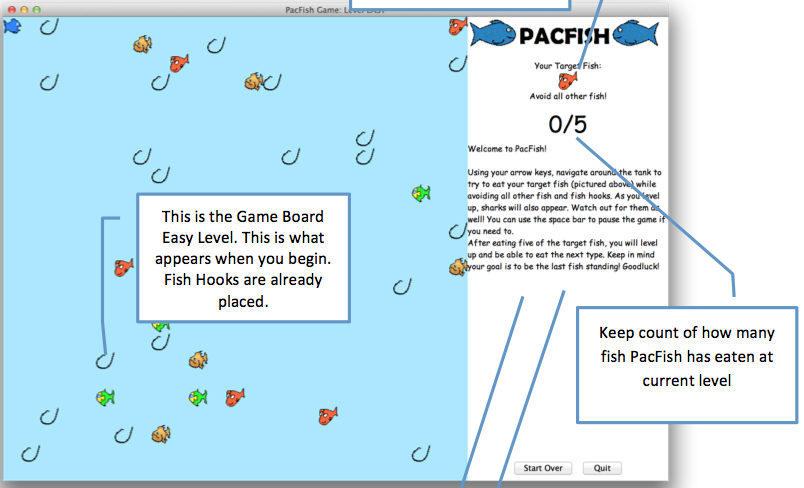 PacFish Game: Level EASY
PACFISH
Your Target Fish:
Avoid all other fish!
0/5
Welcome to PacFish!
Using your arrow keys, navigate around the tank to
try to eat your target fish (pictured above) while
avoiding all other fish and fish hooks. As you level
up, sharks will also appear. Watch out for them as
well! You can use the space bar to pause the game if
you need to.
After eating five of the target fish, you will level
up and be able to eat the next type. Keep in mind
your goal is to be the last fish standing! Goodluck!
This is the Game Board
Easy Level. This is what
appears when you begin.
Fish Hooks are already
placed.
Keep count of how many
fish PacFish has eaten at
current level
Start Over
Quit